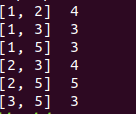 [1, 2] 4
[1, 3] 3
[1, 5] 3
[2, 3] 4
[2, 5] 5
[3, 5] 3